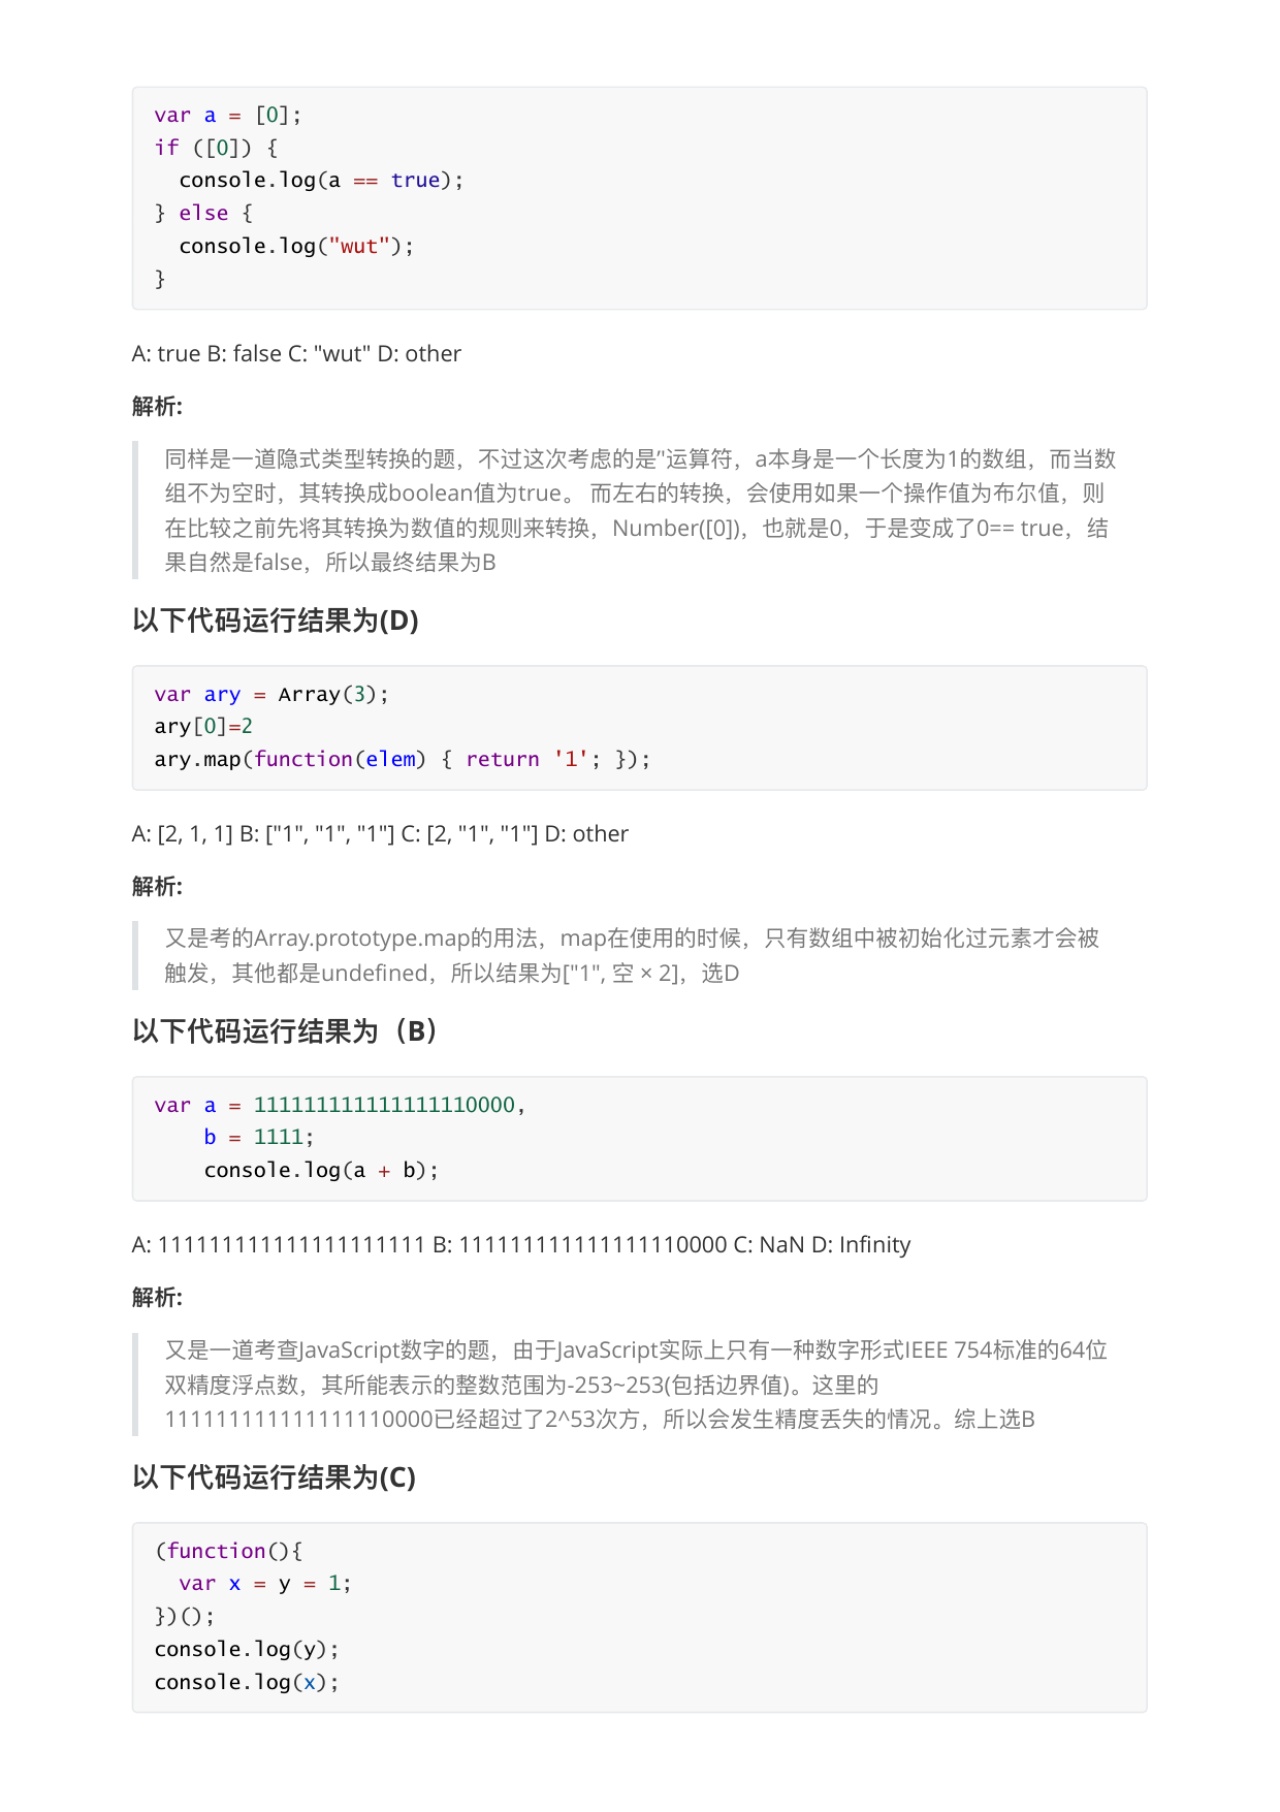 var a = [0];
if ([0]) {
  console.log(a == true);
} else {
  console.log("wut");
}
A: true B: false C: "wut" D: other
解析:
同样是一道隐式类型转换的题，不过这次考虑的是"运算符，a本身是一个长度为1的数组，而当数
组不为空时，其转换成boolean值为true。 而左右的转换，会使用如果一个操作值为布尔值，则
在比较之前先将其转换为数值的规则来转换，Number([0])，也就是0，于是变成了0== true，结
果自然是false，所以最终结果为B
以下代码运行结果为(D)
var ary = Array(3);
ary[0]=2
ary.map(function(elem) { return '1'; });
A: [2, 1, 1] B: ["1", "1", "1"] C: [2, "1", "1"] D: other
解析:
又是考的Array.prototype.map的用法，map在使用的时候，只有数组中被初始化过元素才会被
触发，其他都是undefined，所以结果为["1", 空 × 2]，选D
以下代码运行结果为（B）
var a = 111111111111111110000,
    b = 1111;
    console.log(a + b);
A: 111111111111111111111 B: 111111111111111110000 C: NaN D: Infinity
解析:
又是一道考查JavaScript数字的题，由于JavaScript实际上只有一种数字形式IEEE 754标准的64位
双精度浮点数，其所能表示的整数范围为-253~253(包括边界值)。这里的
111111111111111110000已经超过了2^53次方，所以会发生精度丢失的情况。综上选B
以下代码运行结果为(C)
(function(){
  var x = y = 1;
})();
console.log(y);
console.log(x);